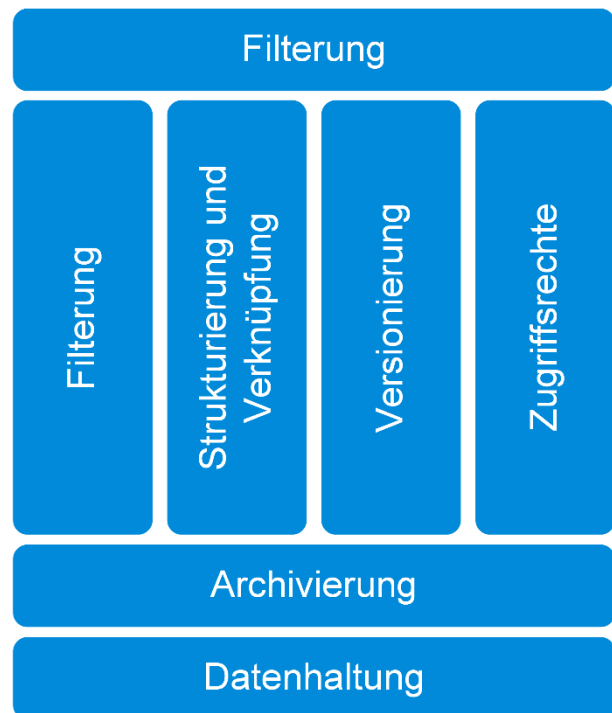 Filterung
Filterung
Strukturierung und
Verknüpfung
Versionierung
Zugriffsrechte
Archivierung
Datenhaltung